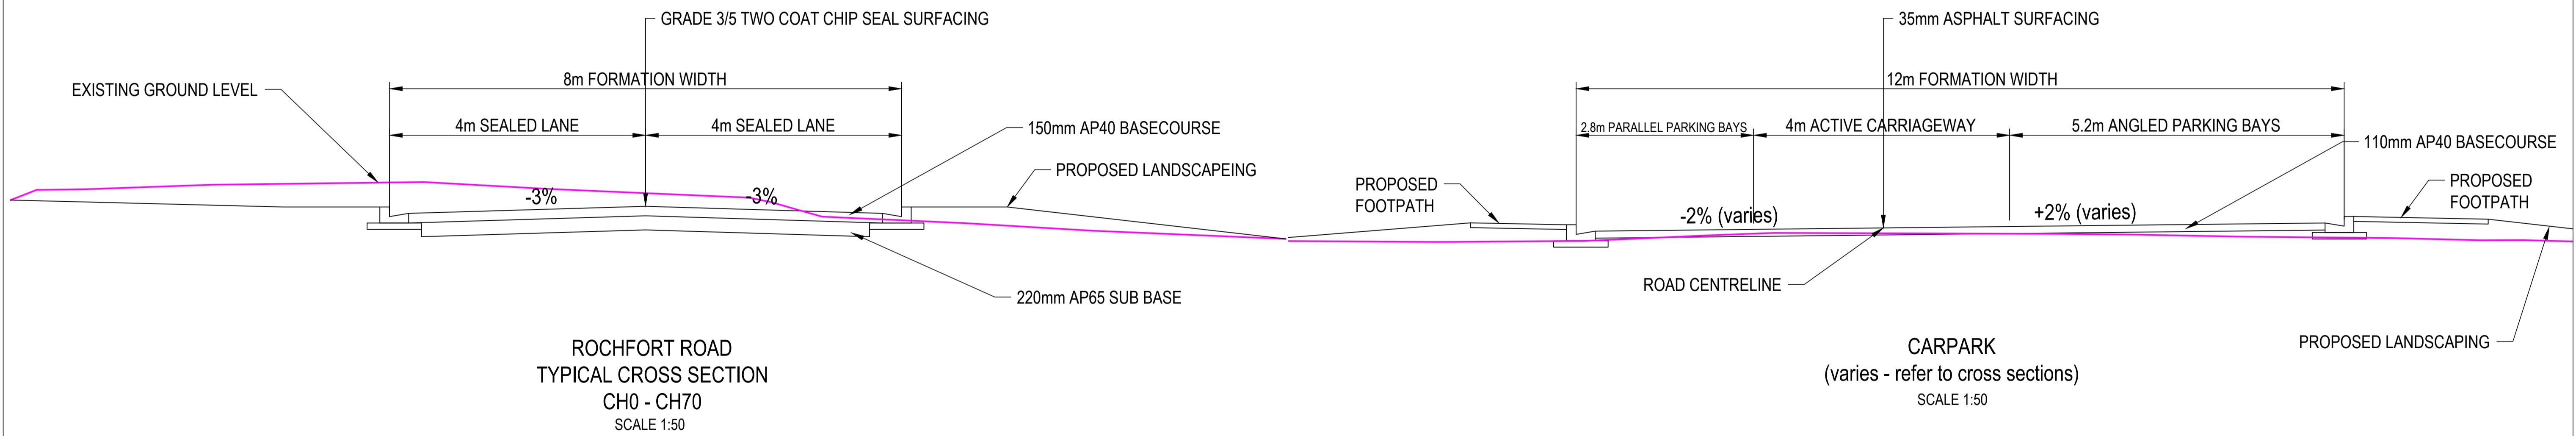 GRADE 3/5 TWO COAT CHIP SEAL SURFACING
EXISTING GROUND LEVEL
8m FORMATION WIDTH
4m SEALED LANE
4m SEALED LANE
150mm AP40 BASECOURSE
PROPOSED LANDSCAPEING
-3%
-3%
220mm AP65 SUB BASE
ROCHFORT ROAD
TYPICAL CROSS SECTION
CH0 - CH70
SCALE 1:50
35mm ASPHALT SURFACING
12m FORMATION WIDTH
2.8m PARALLEL PARKING BAYS
4m ACTIVE CARRIAGEWAY
5.2m ANGLED PARKING BAYS
110mm AP40 BASECOURSE
PROPOSED
FOOTPATH
PROPOSED
FOOTPATH
-2% (varies)
+2% (varies)
ROAD CENTRELINE
PROPOSED LANDSCAPING
CARPARK
(varies - refer to cross sections)
SCALE 1:50